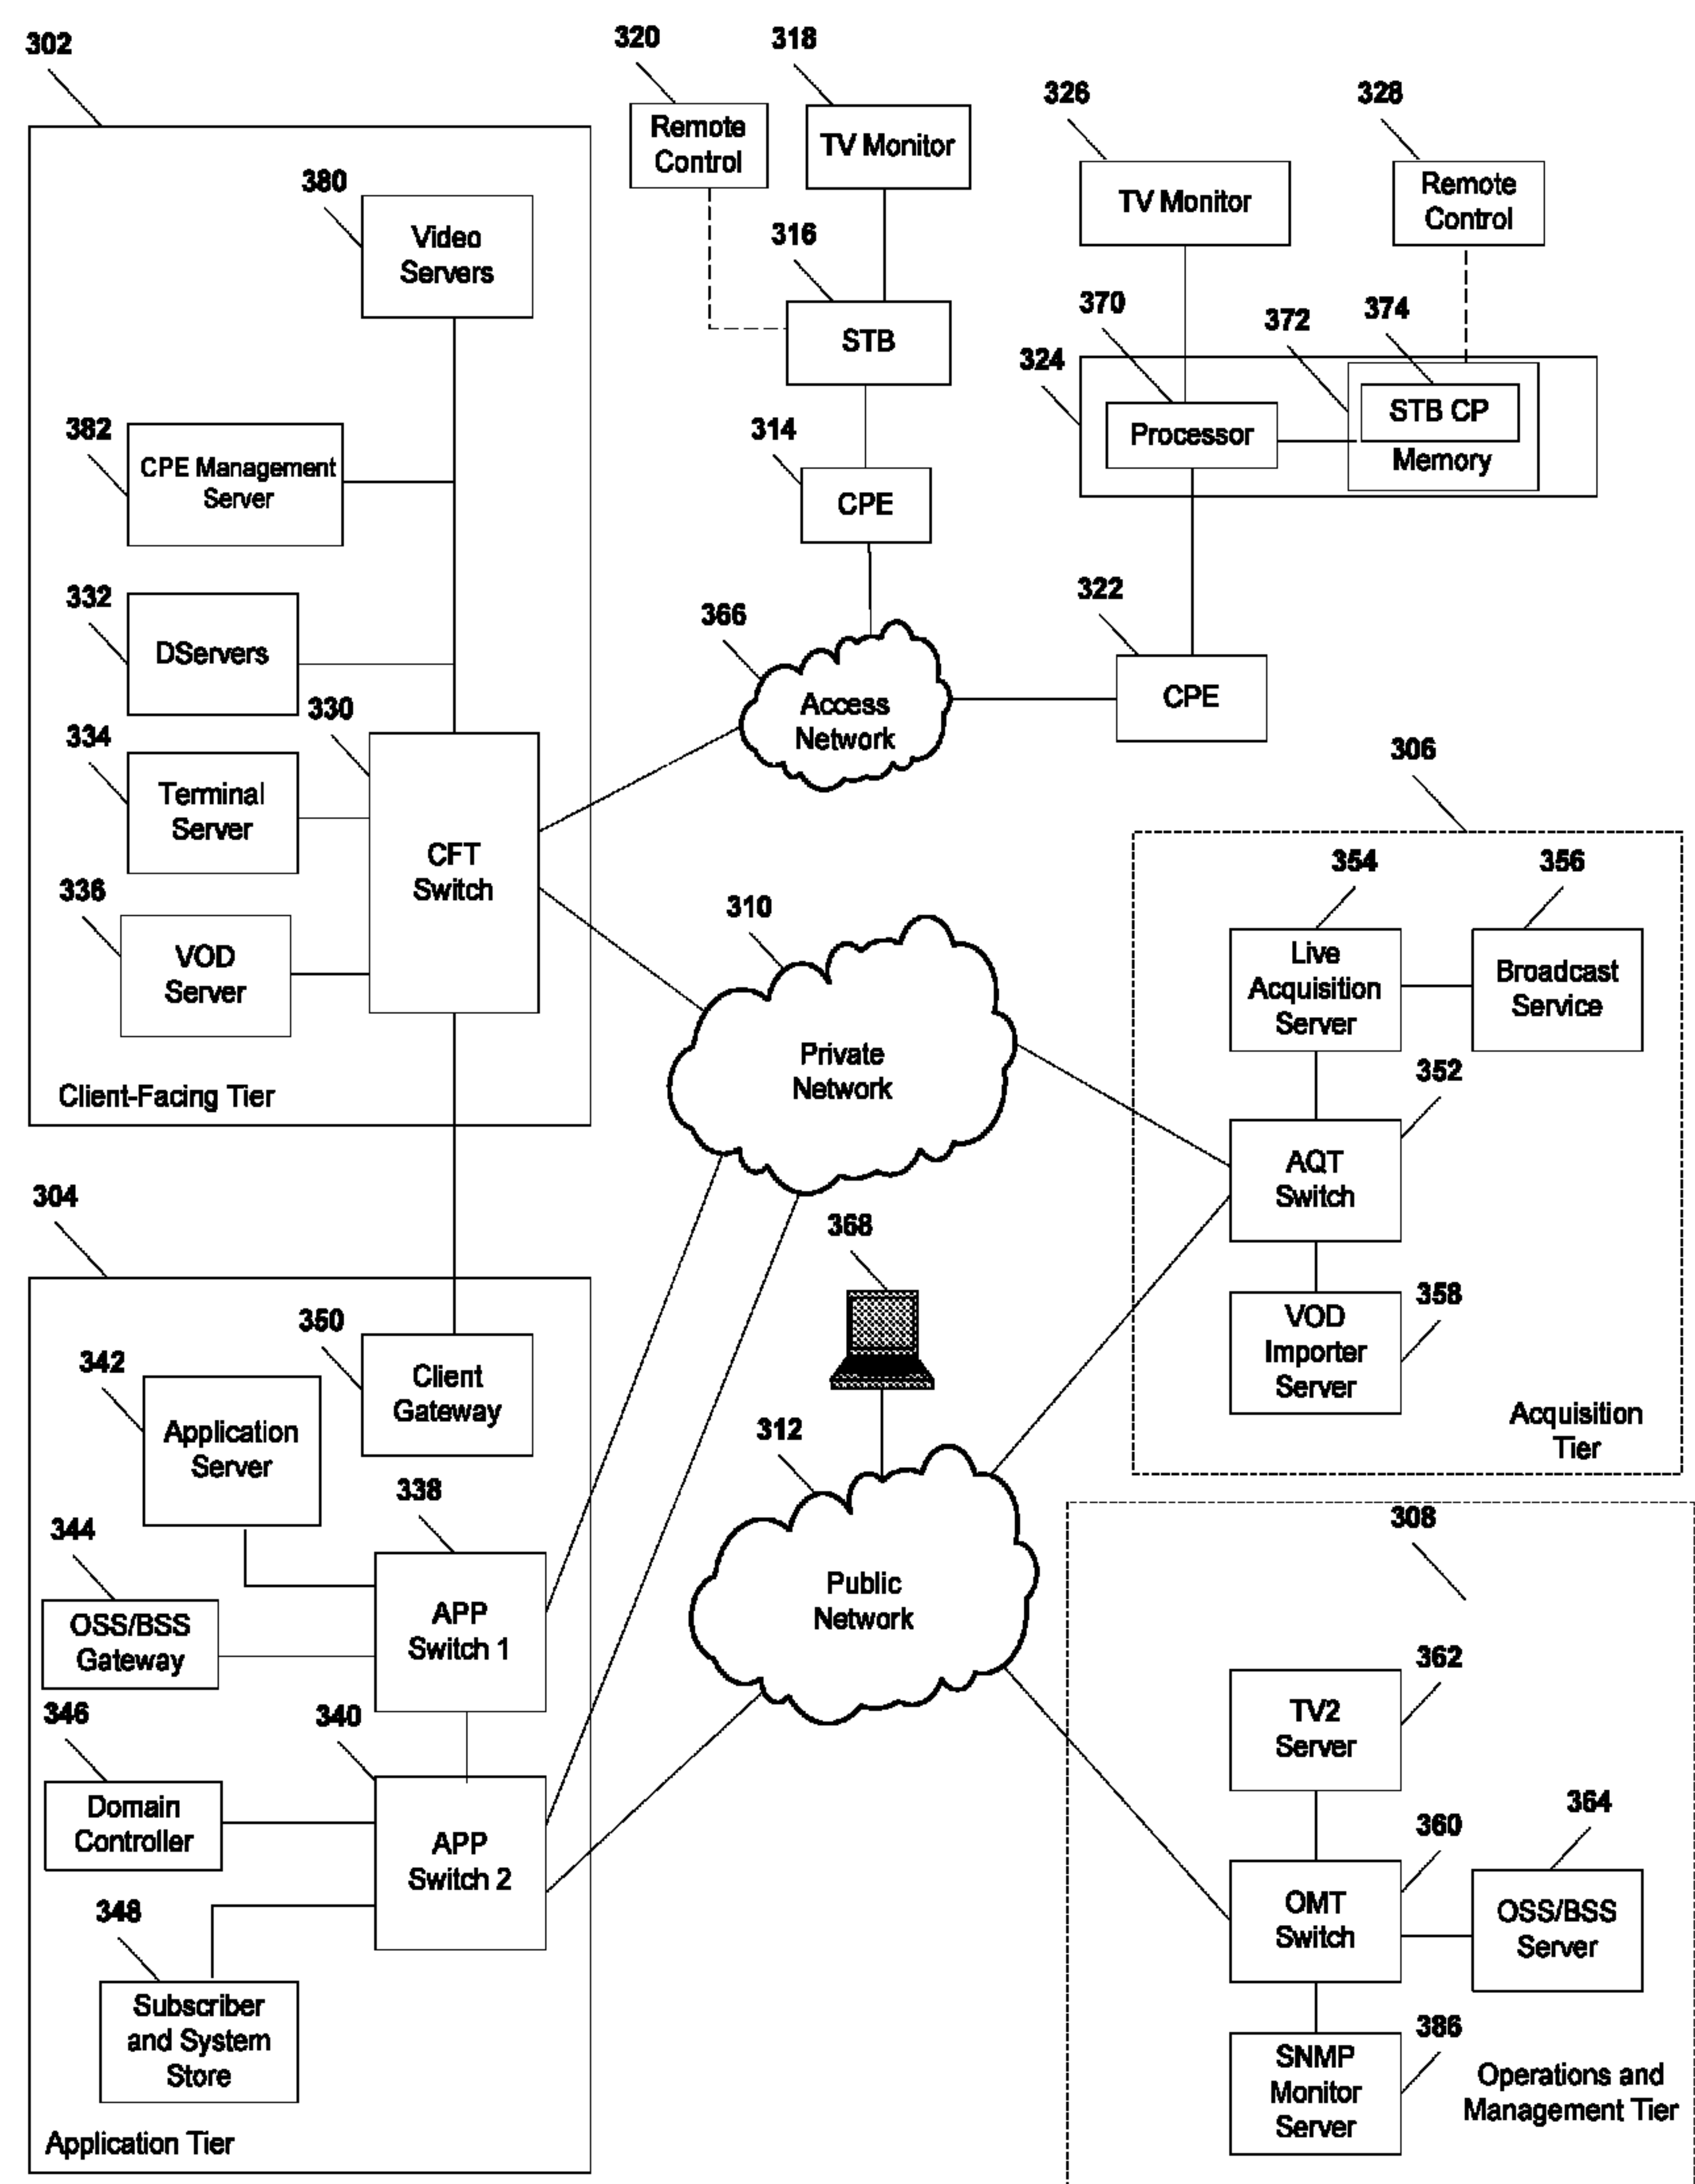 302
320
318
326
328
Remote
Control
TV Monitor
TV Monitor
Remote
Control
380
Video
Servers
316
STB
370
372
374
324
Processor
STB CP
Memory
382
CPE Management
Server
314
CPE
332
DServers
366
Access
Network
322
CPE
330
334
Terminal
Server
CFT
Switch
336
VOD
Server
Client-Facing Tier
306
354
356
Live
Acquisition
Server
Broadcast
Service
352
AQT
Switch
358
VOD
Importer
Server
Acquisition
Tier
310
Private
Network
368
304
350
Client
Gateway
342
Application
Server
338
312
Public
Network
344
OSS/BSS
Gateway
APP
Switch 1
346
340
Domain
Controller
APP
Switch 2
348
Subscriber
and System
Store
Application Tier
308
362
TV2
Server
360
364
OMT
Switch
OSS/BSS
Server
386
SNMP
Monitor
Server
Operations and
Management Tier